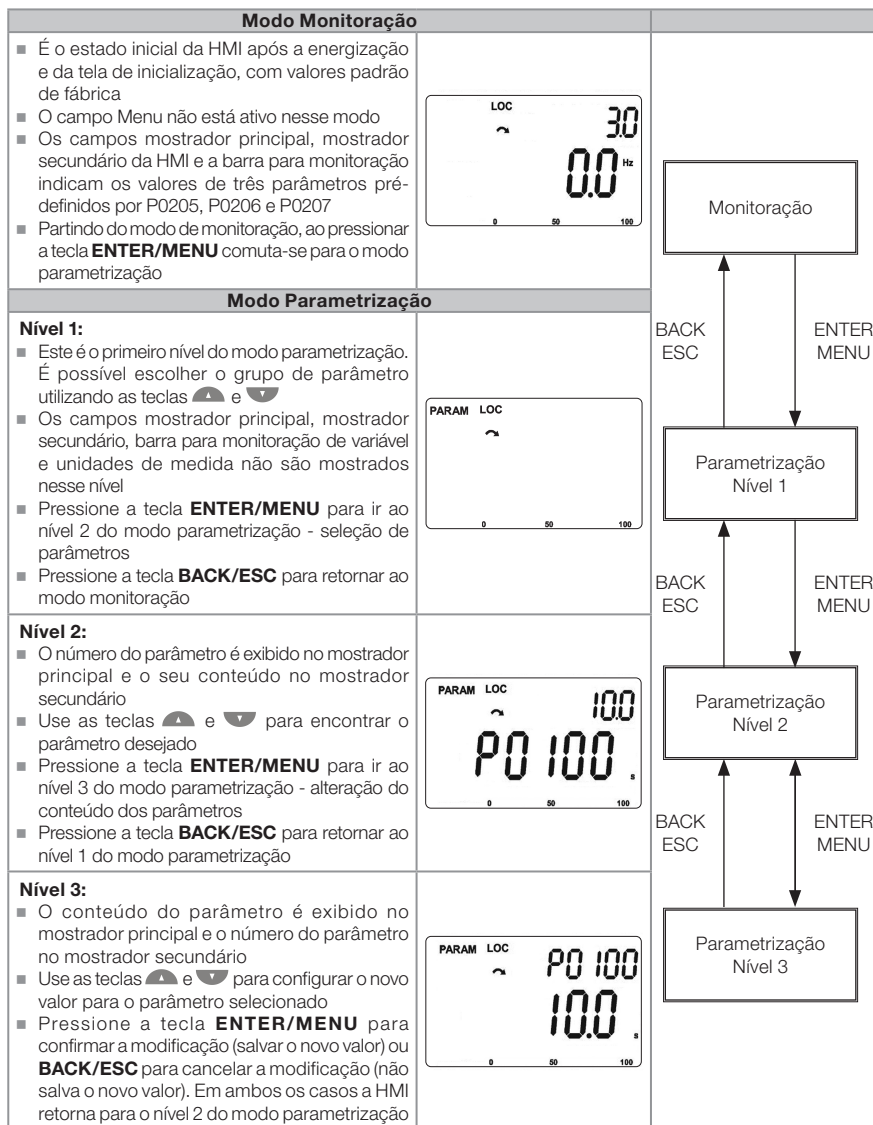 Modo Monitoração
■ É o estado inicial da HMI após a energização
e da tela de inicialização, com valores padrão
de fábrica
■ O campo Menu não está ativo nesse modo
■ Os campos mostrador principal, mostrador
secundário da HMI e a barra para monitoração
indicam os valores de três parâmetros pré-
definidos por P0205, P0206 e P0207
■ Partindo do modo de monitoração, ao pressionar
a tecla ENTER/MENU comuta-se para o modo
parametrização
LOC
3.0
0.0 Hz
0 50 100
Modo Parametrização
Nível 1:
■ Este é o primeiro nível do modo parametrização.
É possível escolher o grupo de parâmetro
utilizando as teclas e
■ Os campos mostrador principal, mostrador
secundário, barra para monitoração de variável
e unidades de medida não são mostrados
nesse nível
■ Pressione a tecla ENTER/MENU para ir ao
nível 2 do modo parametrização - seleção de
parâmetros
■ Pressione a tecla BACK/ESC para retornar ao
modo monitoração
PARAM LOC
0 50 100
Nível 2:
■ O número do parâmetro é exibido no mostrador
principal e o seu conteúdo no mostrador
secundário
■ Use as teclas e para encontrar o
parâmetro desejado
■ Pressione a tecla ENTER/MENU para ir ao
nível 3 do modo parametrização - alteração do
conteúdo dos parâmetros
■ Pressione a tecla BACK/ESC para retornar ao
nível 1 do modo parametrização
PARAM LOC
10.0
P0100 s
0 50 100
Nível 3:
■ O conteúdo do parâmetro é exibido no
mostrador principal e o número do parâmetro
no mostrador secundário
■ Use as teclas e para configurar o novo
valor para o parâmetro selecionado
■ Pressione a tecla ENTER/MENU para
confirmar a modificação (salvar o novo valor) ou
BACK/ESC para cancelar a modificação (não
salva o novo valor). Em ambos os casos a HMI
retorna para o nível 2 do modo parametrização
PARAM LOC
P0100
10.0 s
0 50 100
Monitoração
BACK
ESC
ENTER
MENU
Parametrização
Nível 1
BACK
ESC
ENTER
MENU
Parametrização
Nível 2
BACK
ESC
ENTER
MENU
Parametrização
Nível 3